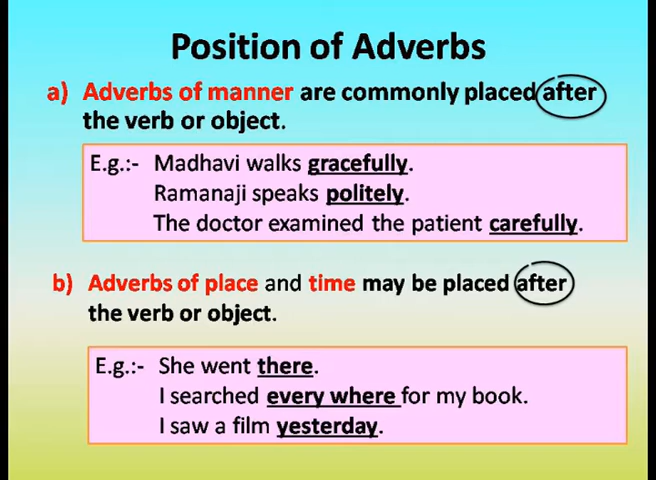 Position of Adverbs
a) Adverbs of manner are commonly placed after
the verb or object.
E.g.:- Madhavi walks gracefully.
Ramanaji speaks politely.
The doctor examined the patient carefully.
b) Adverbs of place and time may be placed after
the verb or object.
E.g.:- She went there.
I searched every where for my book.
I saw a film yesterday.